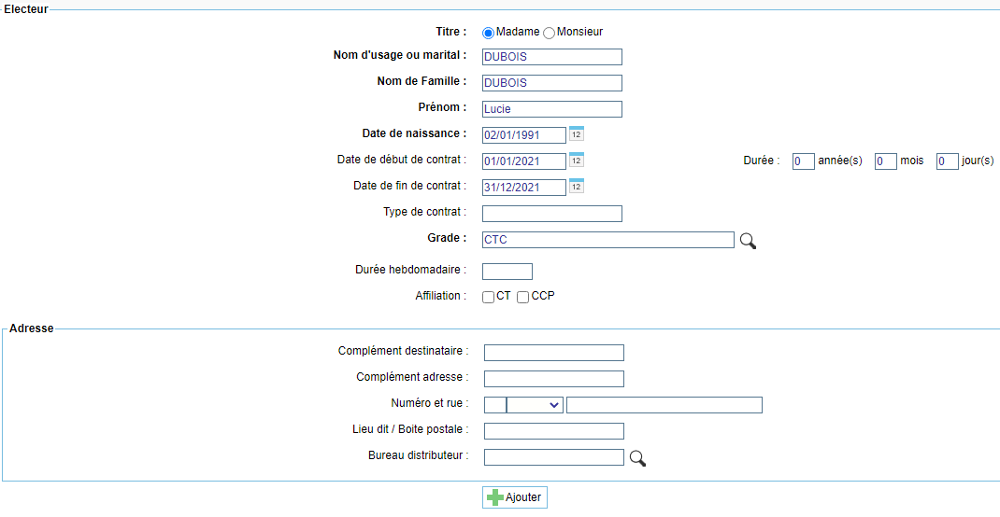 Electeur
Titre : Madame Monsieur
Nom d'usage ou marital : DUBOIS
Nom de Famille : DUBOIS
Prénom : Lucie
Date de naissance : 02/01/1991 12
Date de début de contrat : 01/01/2021 12 Durée : 0 année(s) 0 mois 0 jour(s)
Date de fin de contrat : 31/12/2021 12
Type de contrat :
Grade : CTC
Durée hebdomadaire :
Affiliation : CT CCP
Adresse
Complément destinataire :
Complément adresse :
Numéro et rue :
Lieu dit / Boite postale :
Bureau distributeur :
Ajouter